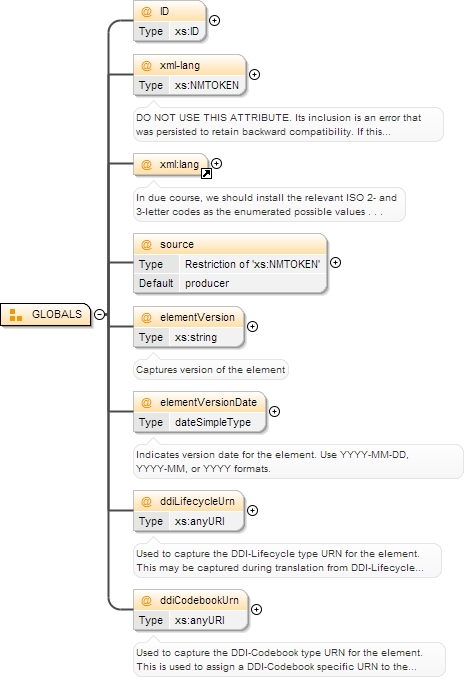 @ ID
Type xs:ID
@ xml-lang
Type xs:NMTOKEN
DO NOT USE THIS ATTRIBUTE. Its inclusion is an error that
was persisted to retain backward compatibility. If this...
@ xml:lang
In due course, we should install the relevant ISO 2- and
3-letter codes as the enumerated possible values . . .
@ source
Type Restriction of 'xs:NMTOKEN'
Default producer
GLOBALS
@ elementVersion
Type xs:string
Captures version of the element
@ elementVersionDate
Type dateSimpleType
Indicates version date for the element. Use YYYY-MM-DD,
YYYY-MM, or YYYY formats.
@ ddiLifecycleUrn
Type xs:anyURI
Used to capture the DDI-Lifecycle type URN for the element.
This may be captured during translation from DDI-Lifecycle...
@ ddiCodebookUrn
Type xs:anyURI
Used to capture the DDI-Codebook type URN for the element.
This is used to assign a DDI-Codebook specific URN to the...